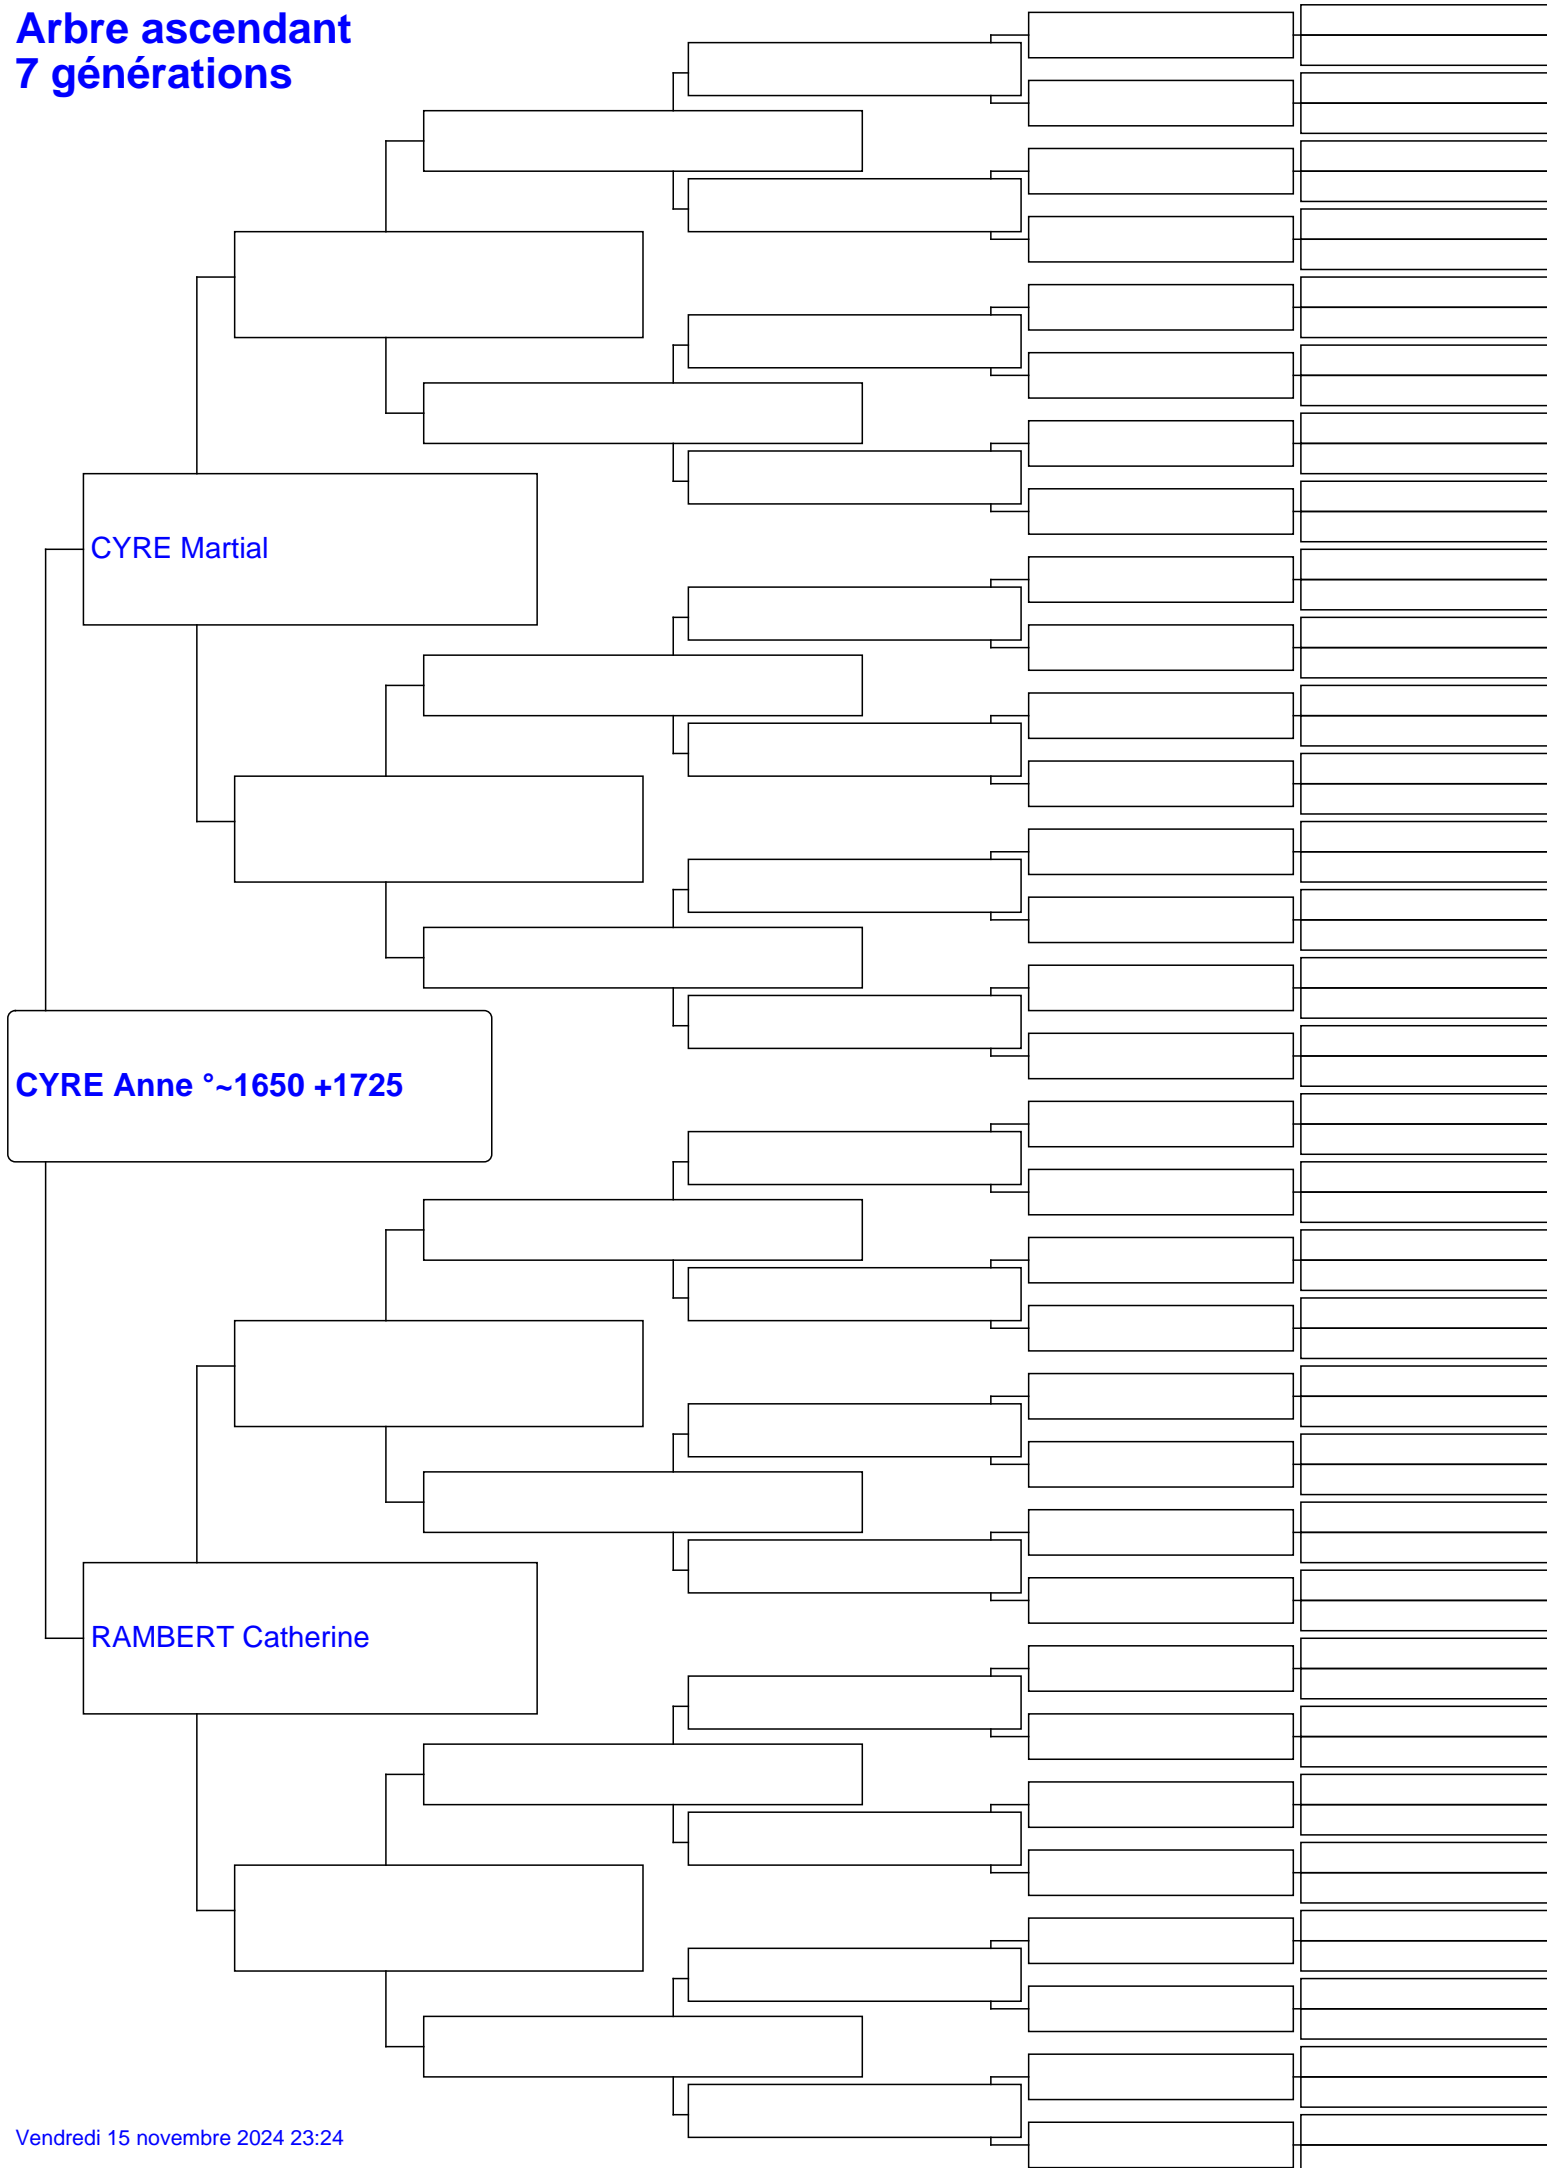 Arbre ascendant
7 générations
CYRE Martial
CYRE Anne °~1650 +1725
RAMBERT Catherine
Vendredi 15 novembre 2024 23:24